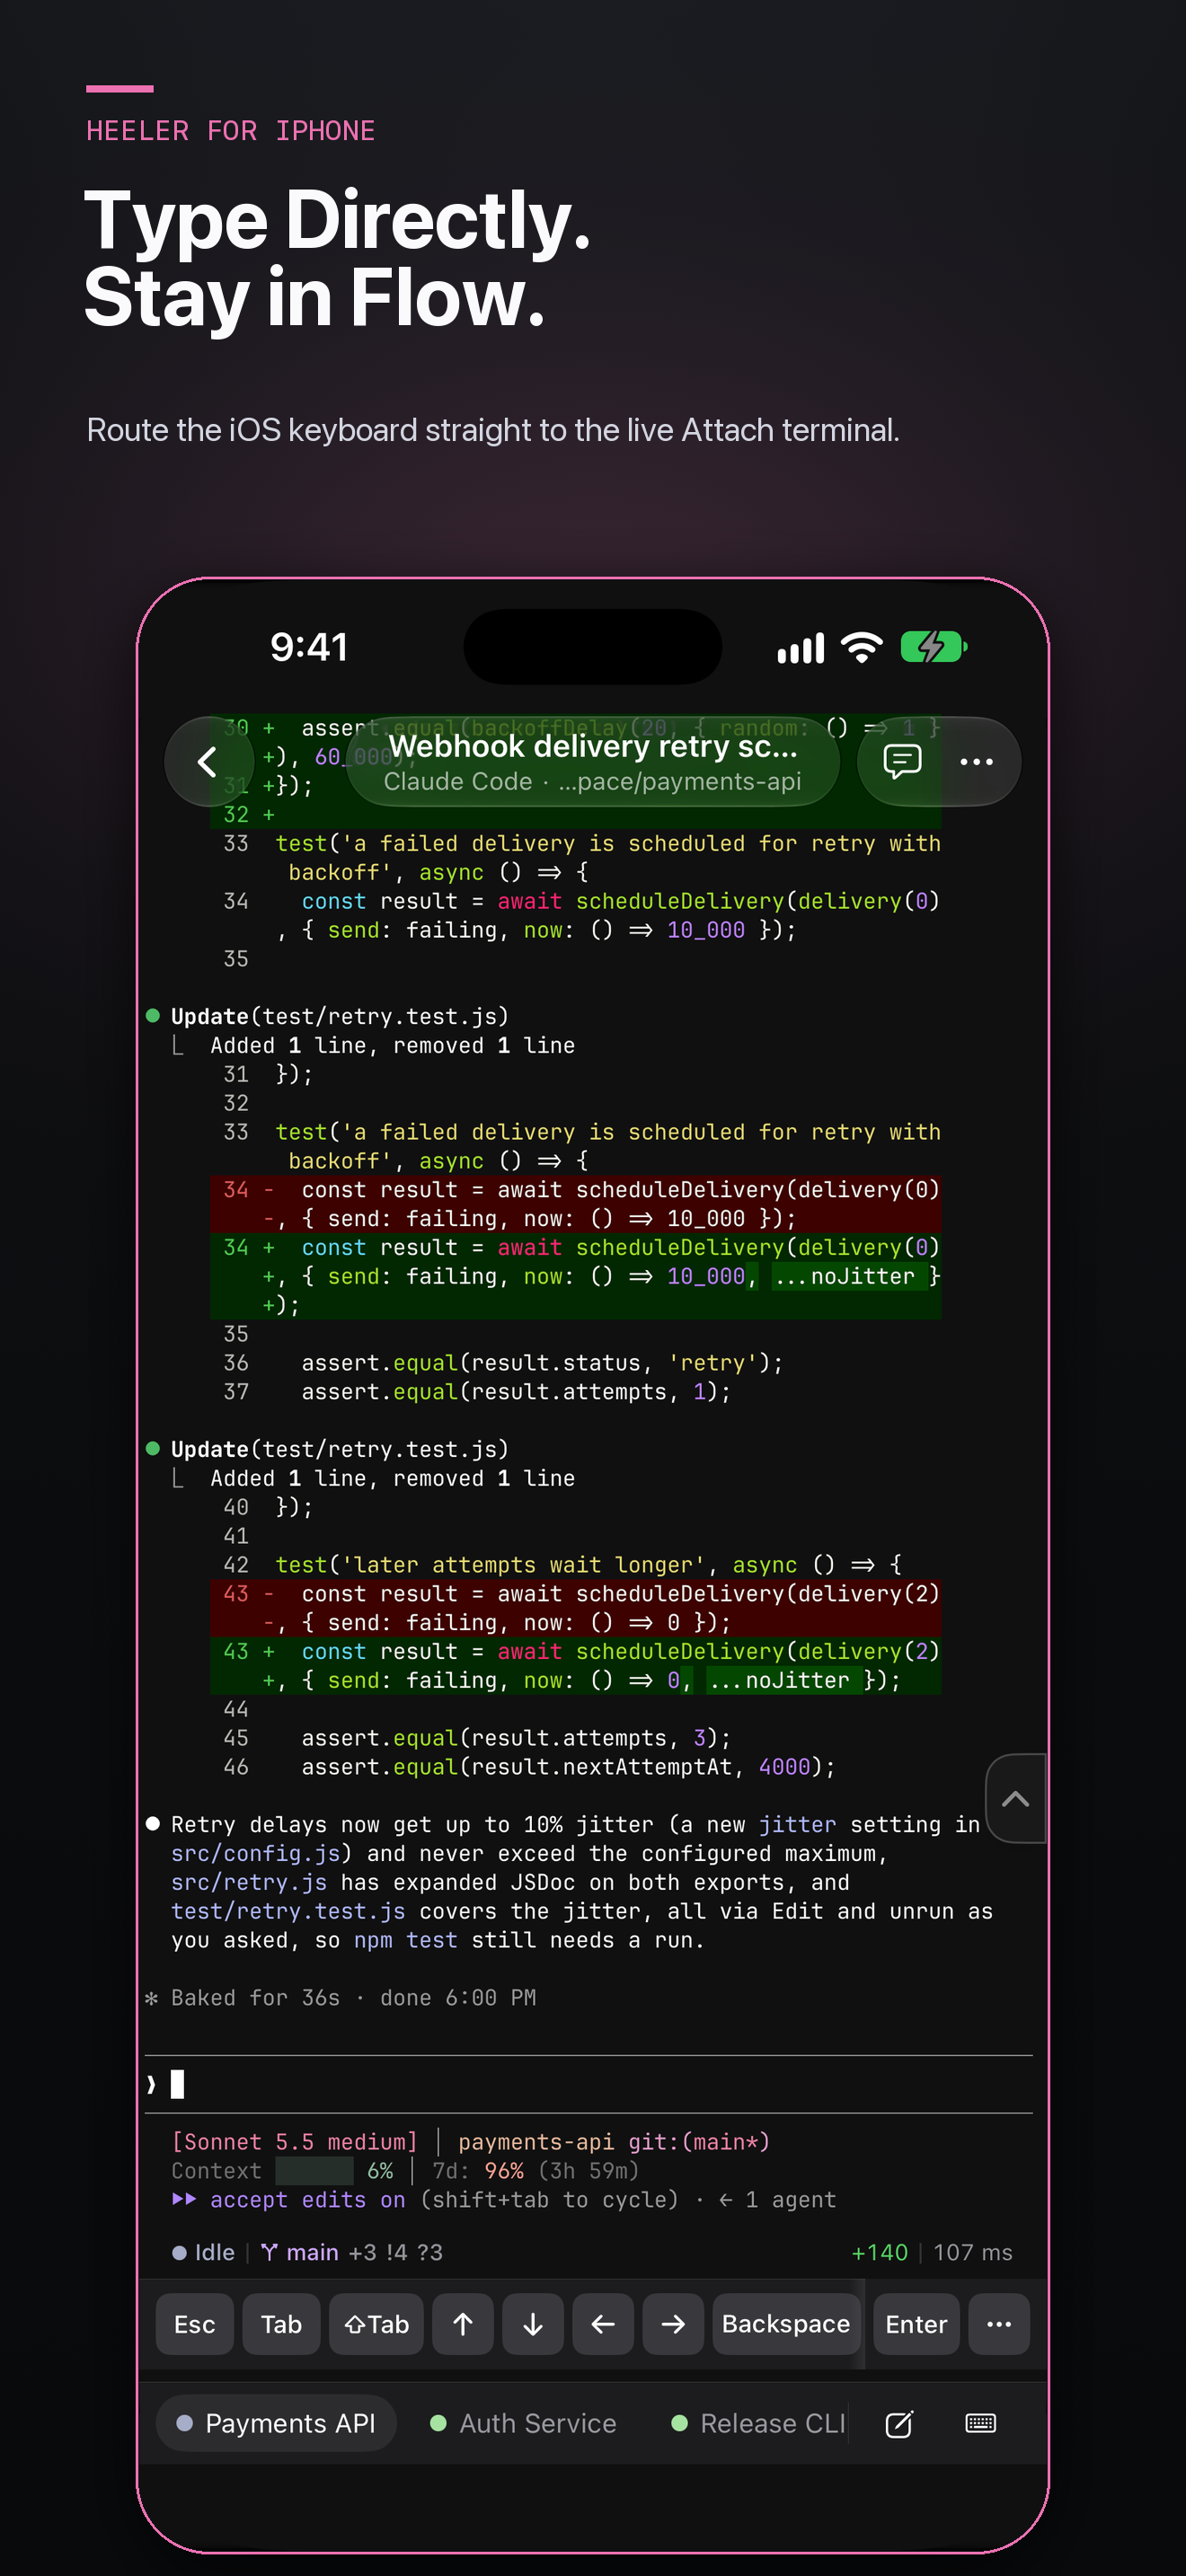 HEELER FOR IPHONE
Type Directly.
Stay in Flow.
Route the iOS keyboard straight to the live Attach terminal.
9:41
30 +  assert.equal(backoffDelay(20, { random: () => 1 }
+), 60_000);
Webhook delivery retry sc...
Claude Code · ...pace/payments-api
31 +});
32 +
33  test('a failed delivery is scheduled for retry with
backoff', async () => {
34    const result = await scheduleDelivery(delivery(0)
, { send: failing, now: () => 10_000 });
35
Update(test/retry.test.js)
Added 1 line, removed 1 line
31  });
32
33  test('a failed delivery is scheduled for retry with
backoff', async () => {
34 -  const result = await scheduleDelivery(delivery(0)
-, { send: failing, now: () => 10_000 });
34 +  const result = await scheduleDelivery(delivery(0)
+, { send: failing, now: () => 10_000, ...noJitter }
+);
35
36    assert.equal(result.status, 'retry');
37    assert.equal(result.attempts, 1);
Update(test/retry.test.js)
Added 1 line, removed 1 line
40  });
41
42  test('later attempts wait longer', async () => {
43 -  const result = await scheduleDelivery(delivery(2)
-, { send: failing, now: () => 0 });
43 +  const result = await scheduleDelivery(delivery(2)
+, { send: failing, now: () => 0, ...noJitter });
44
45    assert.equal(result.attempts, 3);
46    assert.equal(result.nextAttemptAt, 4000);
Retry delays now get up to 10% jitter (a new jitter setting in
src/config.js) and never exceed the configured maximum,
src/retry.js has expanded JSDoc on both exports, and
test/retry.test.js covers the jitter, all via Edit and unrun as
you asked, so npm test still needs a run.
✻ Baked for 36s · done 6:00 PM
❯
[Sonnet 5.5 medium] │ payments-api git:(main*)
Context 6% │ 7d: 96% (3h 59m)
▶▶ accept edits on (shift+tab to cycle) · ← 1 agent
Idle | main +3 !4 ?3 +140 | 107 ms
Esc Tab ⇧Tab ↑ ↓ ← → Backspace Enter ...
Payments API Auth Service Release CLI